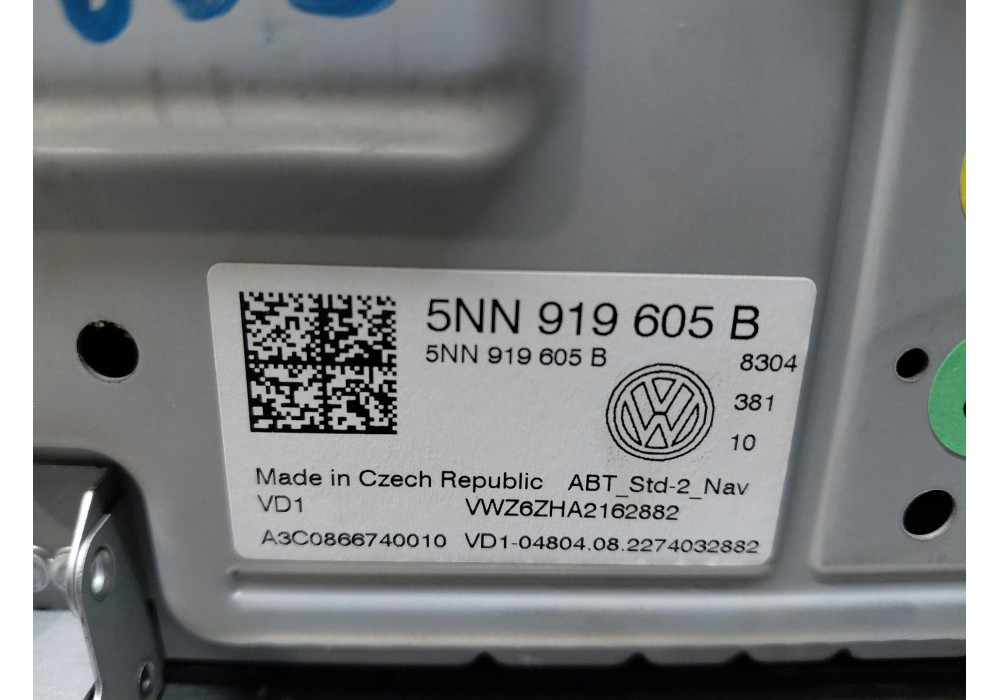 5NN 919 605 B
5NN 919 605 B
8304
381
10
Made in Czech Republic ABT_Std-2_Nav
VD1 VWZ6ZHA2162882
A3C0866740010 VD1-04804.08.2274032882